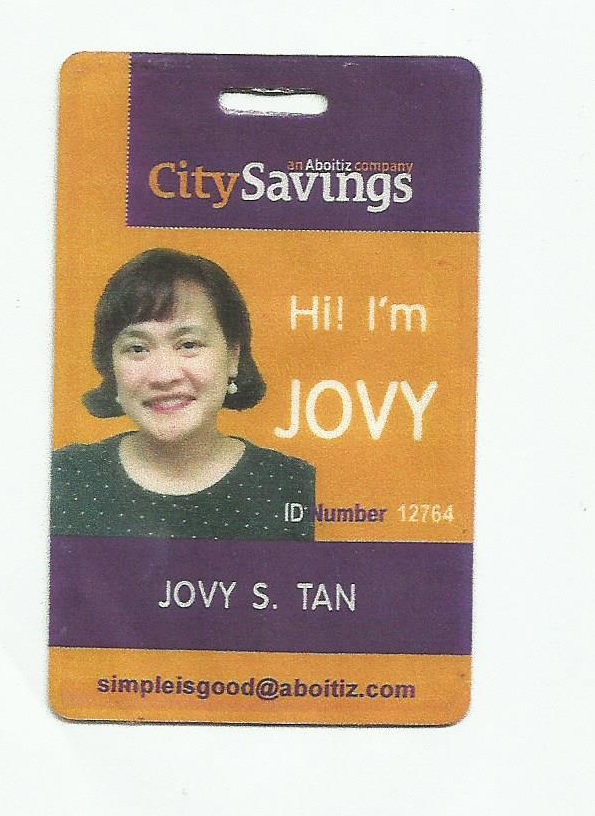 an Aboitiz company
CitySavings
Hi! I'm
JOVY
ID Number 12764
JOVY S. TAN
simpleisgood@aboitiz.com